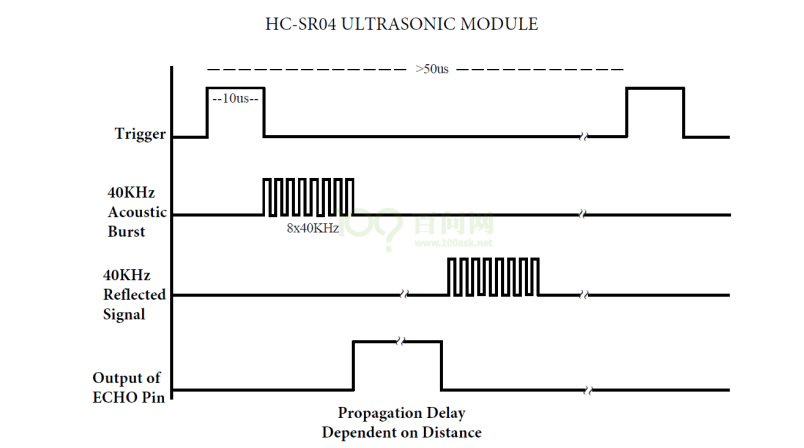 HC-SR04 ULTRASONIC MODULE
>50us
--10us--
Trigger
40KHz
Acoustic
Burst
8x40KHz
百问网
www.100ask.net
40KHz
Reflected
Signal
Output of
ECHO Pin
Propagation Delay
Dependent on Distance